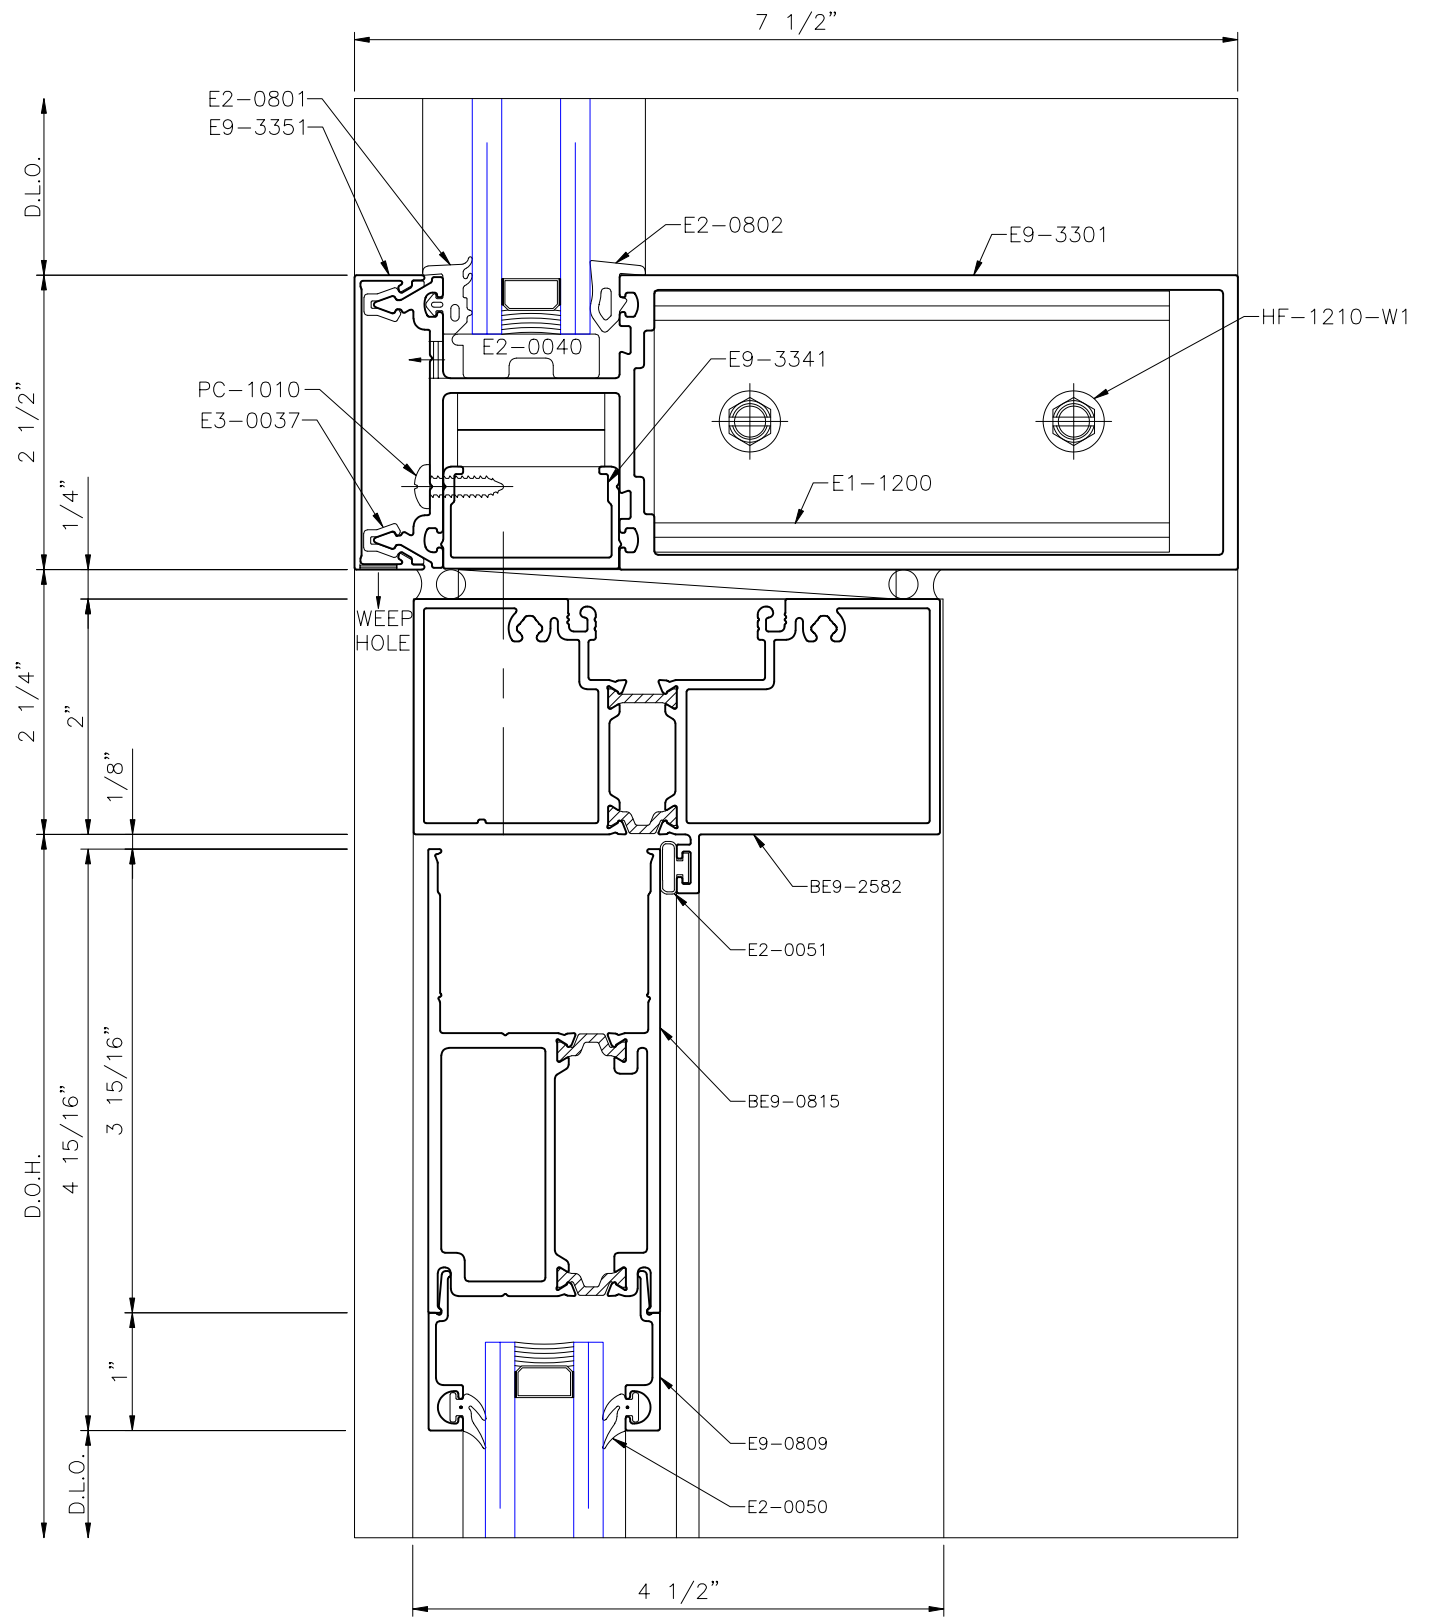 7 1/2”
E2-0801
E9-3351
D.L.O.
E2-0802
E9-3301
HF-1210-W1
E2-0040
E9-3341
PC-1010
E3-0037
2 1/2”
E1-1200
1/4”
WEEP
HOLE
2 1/4”
2”
1/8”
BE9-2582
E2-0051
3 15/16”
BE9-0815
4 15/16”
D.O.H.
1”
E9-0809
D.L.O.
E2-0050
4 1/2”